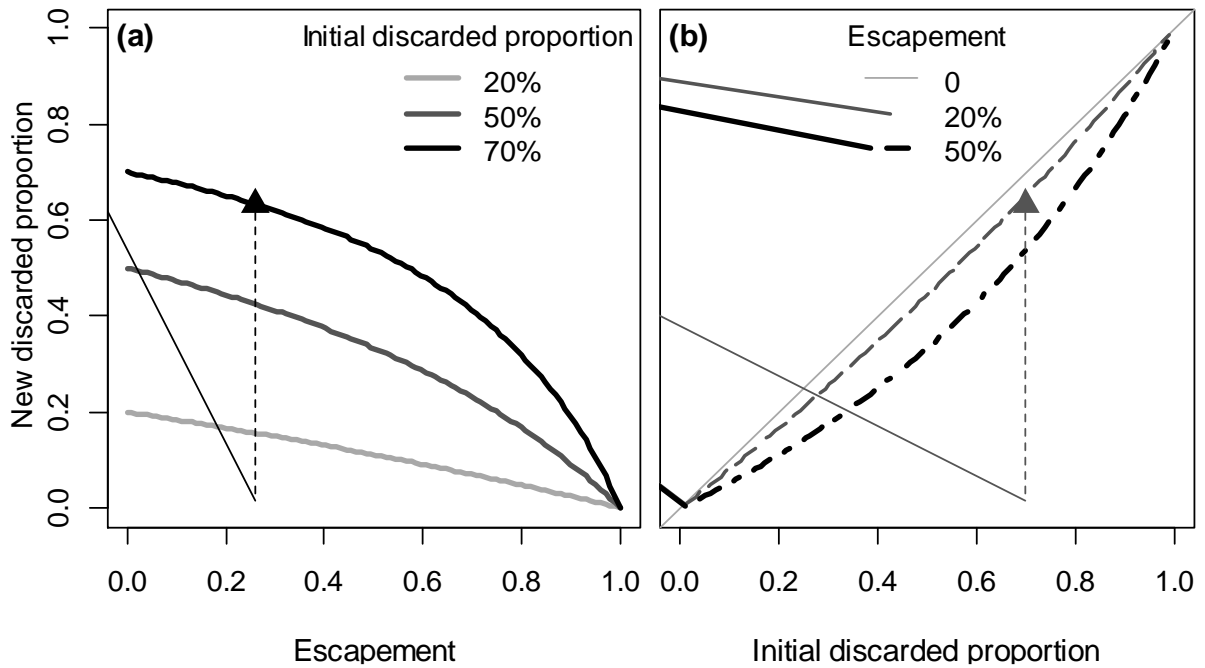 (a)
Initial discarded proportion
20%
50%
70%
New discarded proportion
0.0
0.2
0.4
0.6
0.8
1.0
0.0 0.2 0.4 0.6 0.8 1.0
Escapement
(b)
Escapement
0
20%
50%
0.0 0.2 0.4 0.6 0.8 1.0
Initial discarded proportion